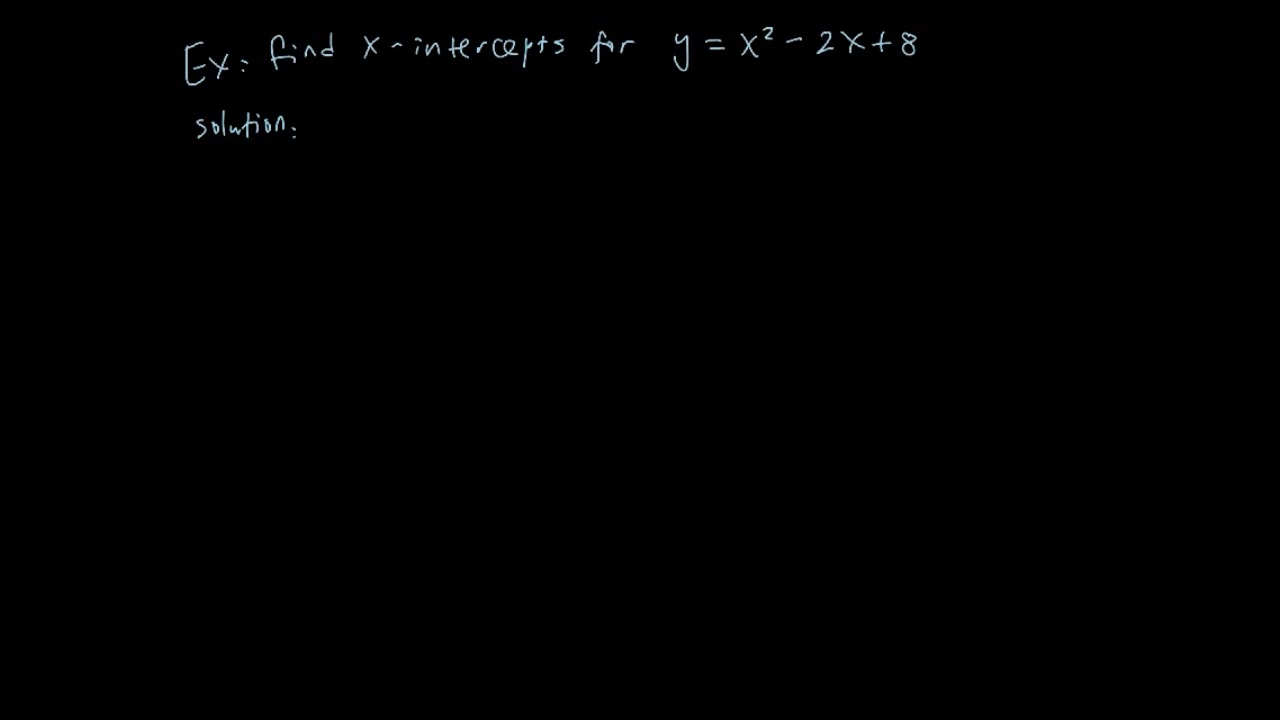 Ex: find x-intercepts for y = x² - 2x + 8
solution: